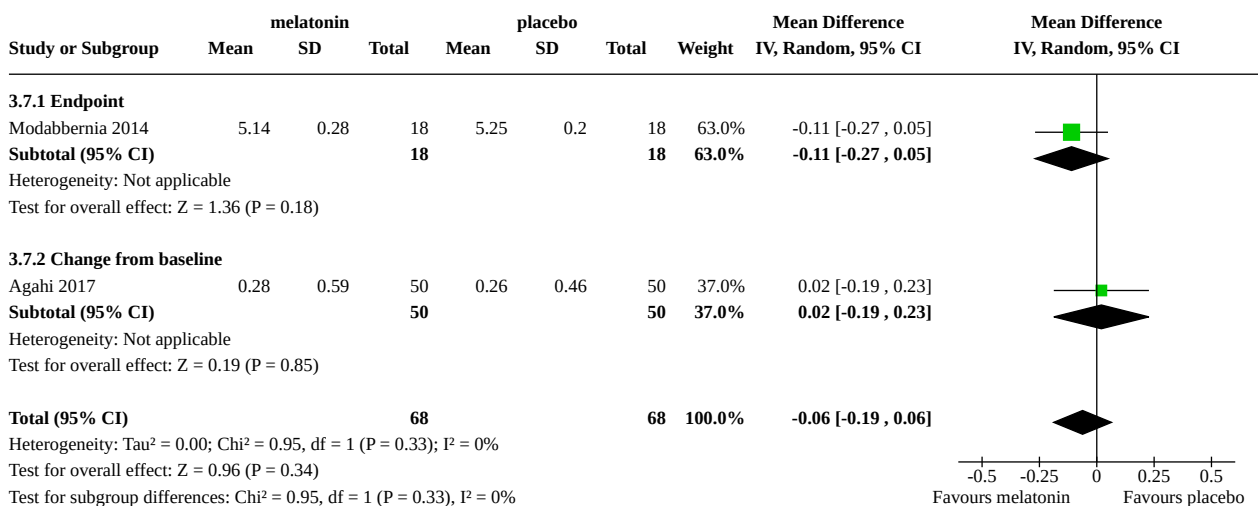 melatonin placebo Mean Difference Mean Difference
Study or Subgroup Mean SD Total Mean SD Total Weight IV, Random, 95% CI IV, Random, 95% CI
3.7.1 Endpoint
Modabbernia 2014 5.14 0.28 18 5.25 0.2 18 63.0% -0.11 [-0.27 , 0.05]
Subtotal (95% CI) 18 18 63.0% -0.11 [-0.27 , 0.05]
Heterogeneity: Not applicable
Test for overall effect: Z = 1.36 (P = 0.18)
3.7.2 Change from baseline
Agahi 2017 0.28 0.59 50 0.26 0.46 50 37.0% 0.02 [-0.19 , 0.23]
Subtotal (95% CI) 50 50 37.0% 0.02 [-0.19 , 0.23]
Heterogeneity: Not applicable
Test for overall effect: Z = 0.19 (P = 0.85)
Total (95% CI) 68 68 100.0% -0.06 [-0.19 , 0.06]
Heterogeneity: Tau² = 0.00; Chi² = 0.95, df = 1 (P = 0.33); I² = 0%
Test for overall effect: Z = 0.96 (P = 0.34)
-0.5 -0.25 0 0.25 0.5
Test for subgroup differences: Chi² = 0.95, df = 1 (P = 0.33), I² = 0%
Favours melatonin Favours placebo